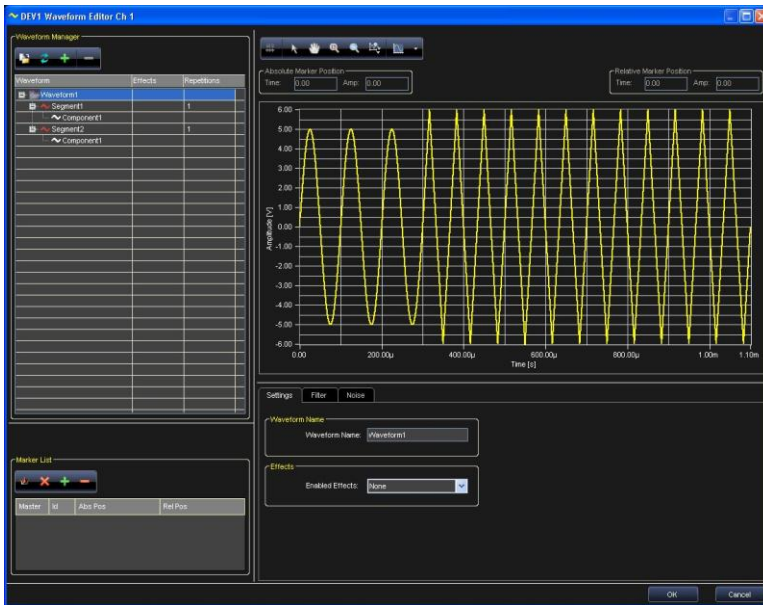 DEV1 Waveform Editor Ch 1
Waveform Manager
Waveform Effects Repetitions
Waveform1
Segment1 1
Component1
Segment2 1
Component1
Marker List
Master Id Abs Pos Rel Pos
Absolute Marker Position
Time: 0.00 Amp: 0.00
Relative Marker Position
Time: 0.00 Amp: 0.00
Amplitude [V]
6.00
5.00
4.00
3.00
2.00
1.00
0.00
-1.00
-2.00
-3.00
-4.00
-5.00
-6.00
0.00 200.00µ 400.00µ 600.00µ 800.00µ 1.00m 1.10m
Time [s]
Settings Filter Noise
Waveform Name
Waveform Name: Waveform1
Effects
Enabled Effects: None
OK Cancel